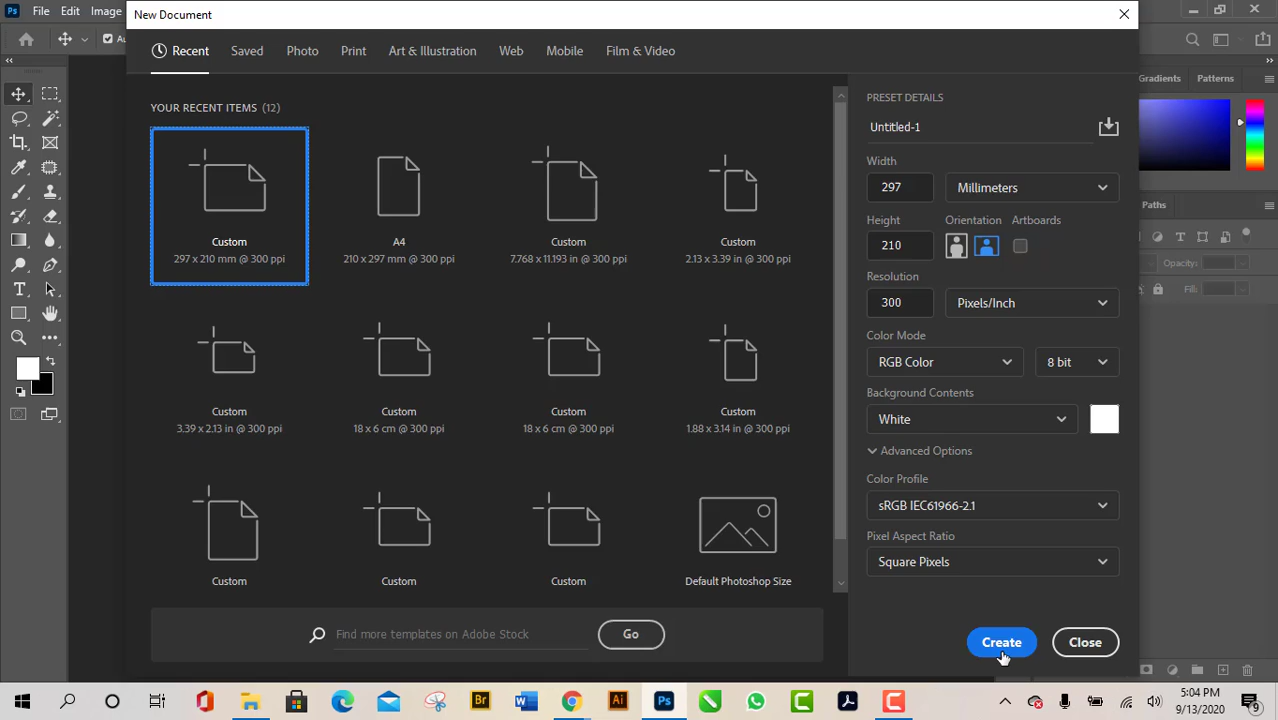 Ps File Edit Image
New Document
Recent Saved Photo Print Art & Illustration Web Mobile Film & Video
YOUR RECENT ITEMS (12)
Custom
297 x 210 mm @ 300 ppi
A4
210 x 297 mm @ 300 ppi
Custom
7.768 x 11.193 in @ 300 ppi
Custom
2.13 x 3.39 in @ 300 ppi
Custom
3.39 x 2.13 in @ 300 ppi
Custom
18 x 6 cm @ 300 ppi
Custom
18 x 6 cm @ 300 ppi
Custom
1.88 x 3.14 in @ 300 ppi
Custom
Custom
Custom
Default Photoshop Size
Find more templates on Adobe Stock
Go
PRESET DETAILS
Untitled-1
Width
297 Millimeters
Height Orientation Artboards
210
Resolution
300 Pixels/Inch
Color Mode
RGB Color 8 bit
Background Contents
White
Advanced Options
Color Profile
sRGB IEC61966-2.1
Pixel Aspect Ratio
Square Pixels
Create Close
Gradients Patterns
Paths
Opacity:
Fill:
Br Ai Ps
5:04 PM
9/13/2020
9